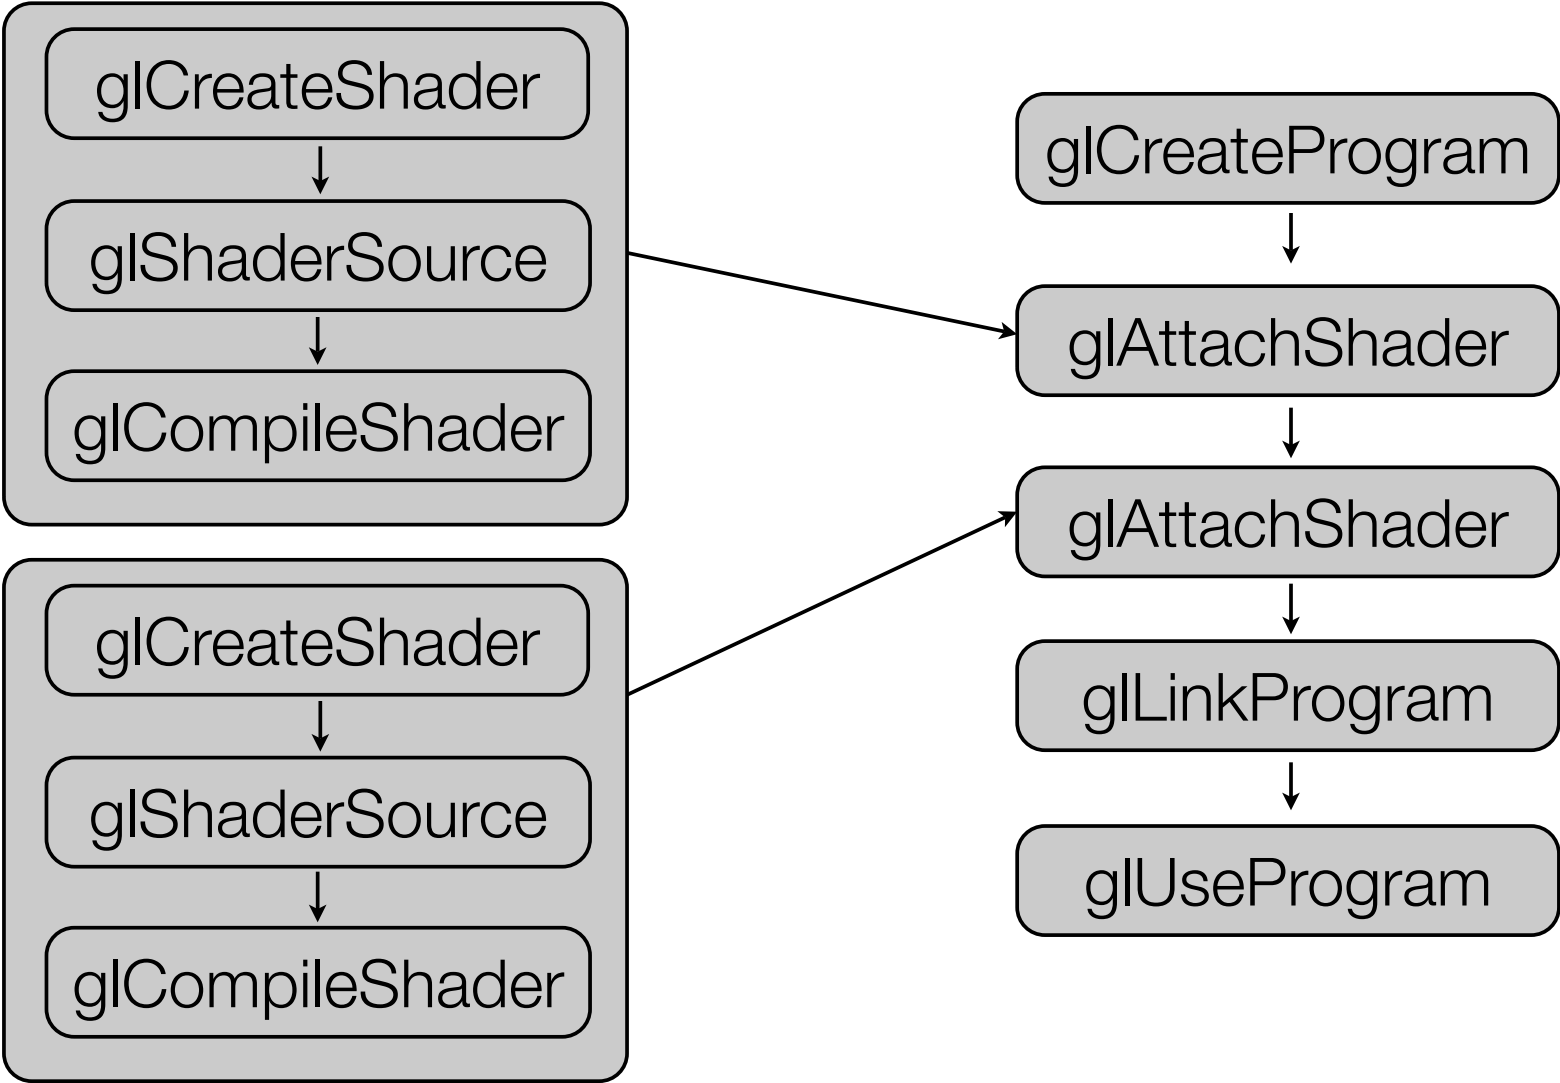 glCreateShader
glShaderSource
glCompileShader
glCreateShader
glShaderSource
glCompileShader
glCreateProgram
glAttachShader
glAttachShader
glLinkProgram
glUseProgram